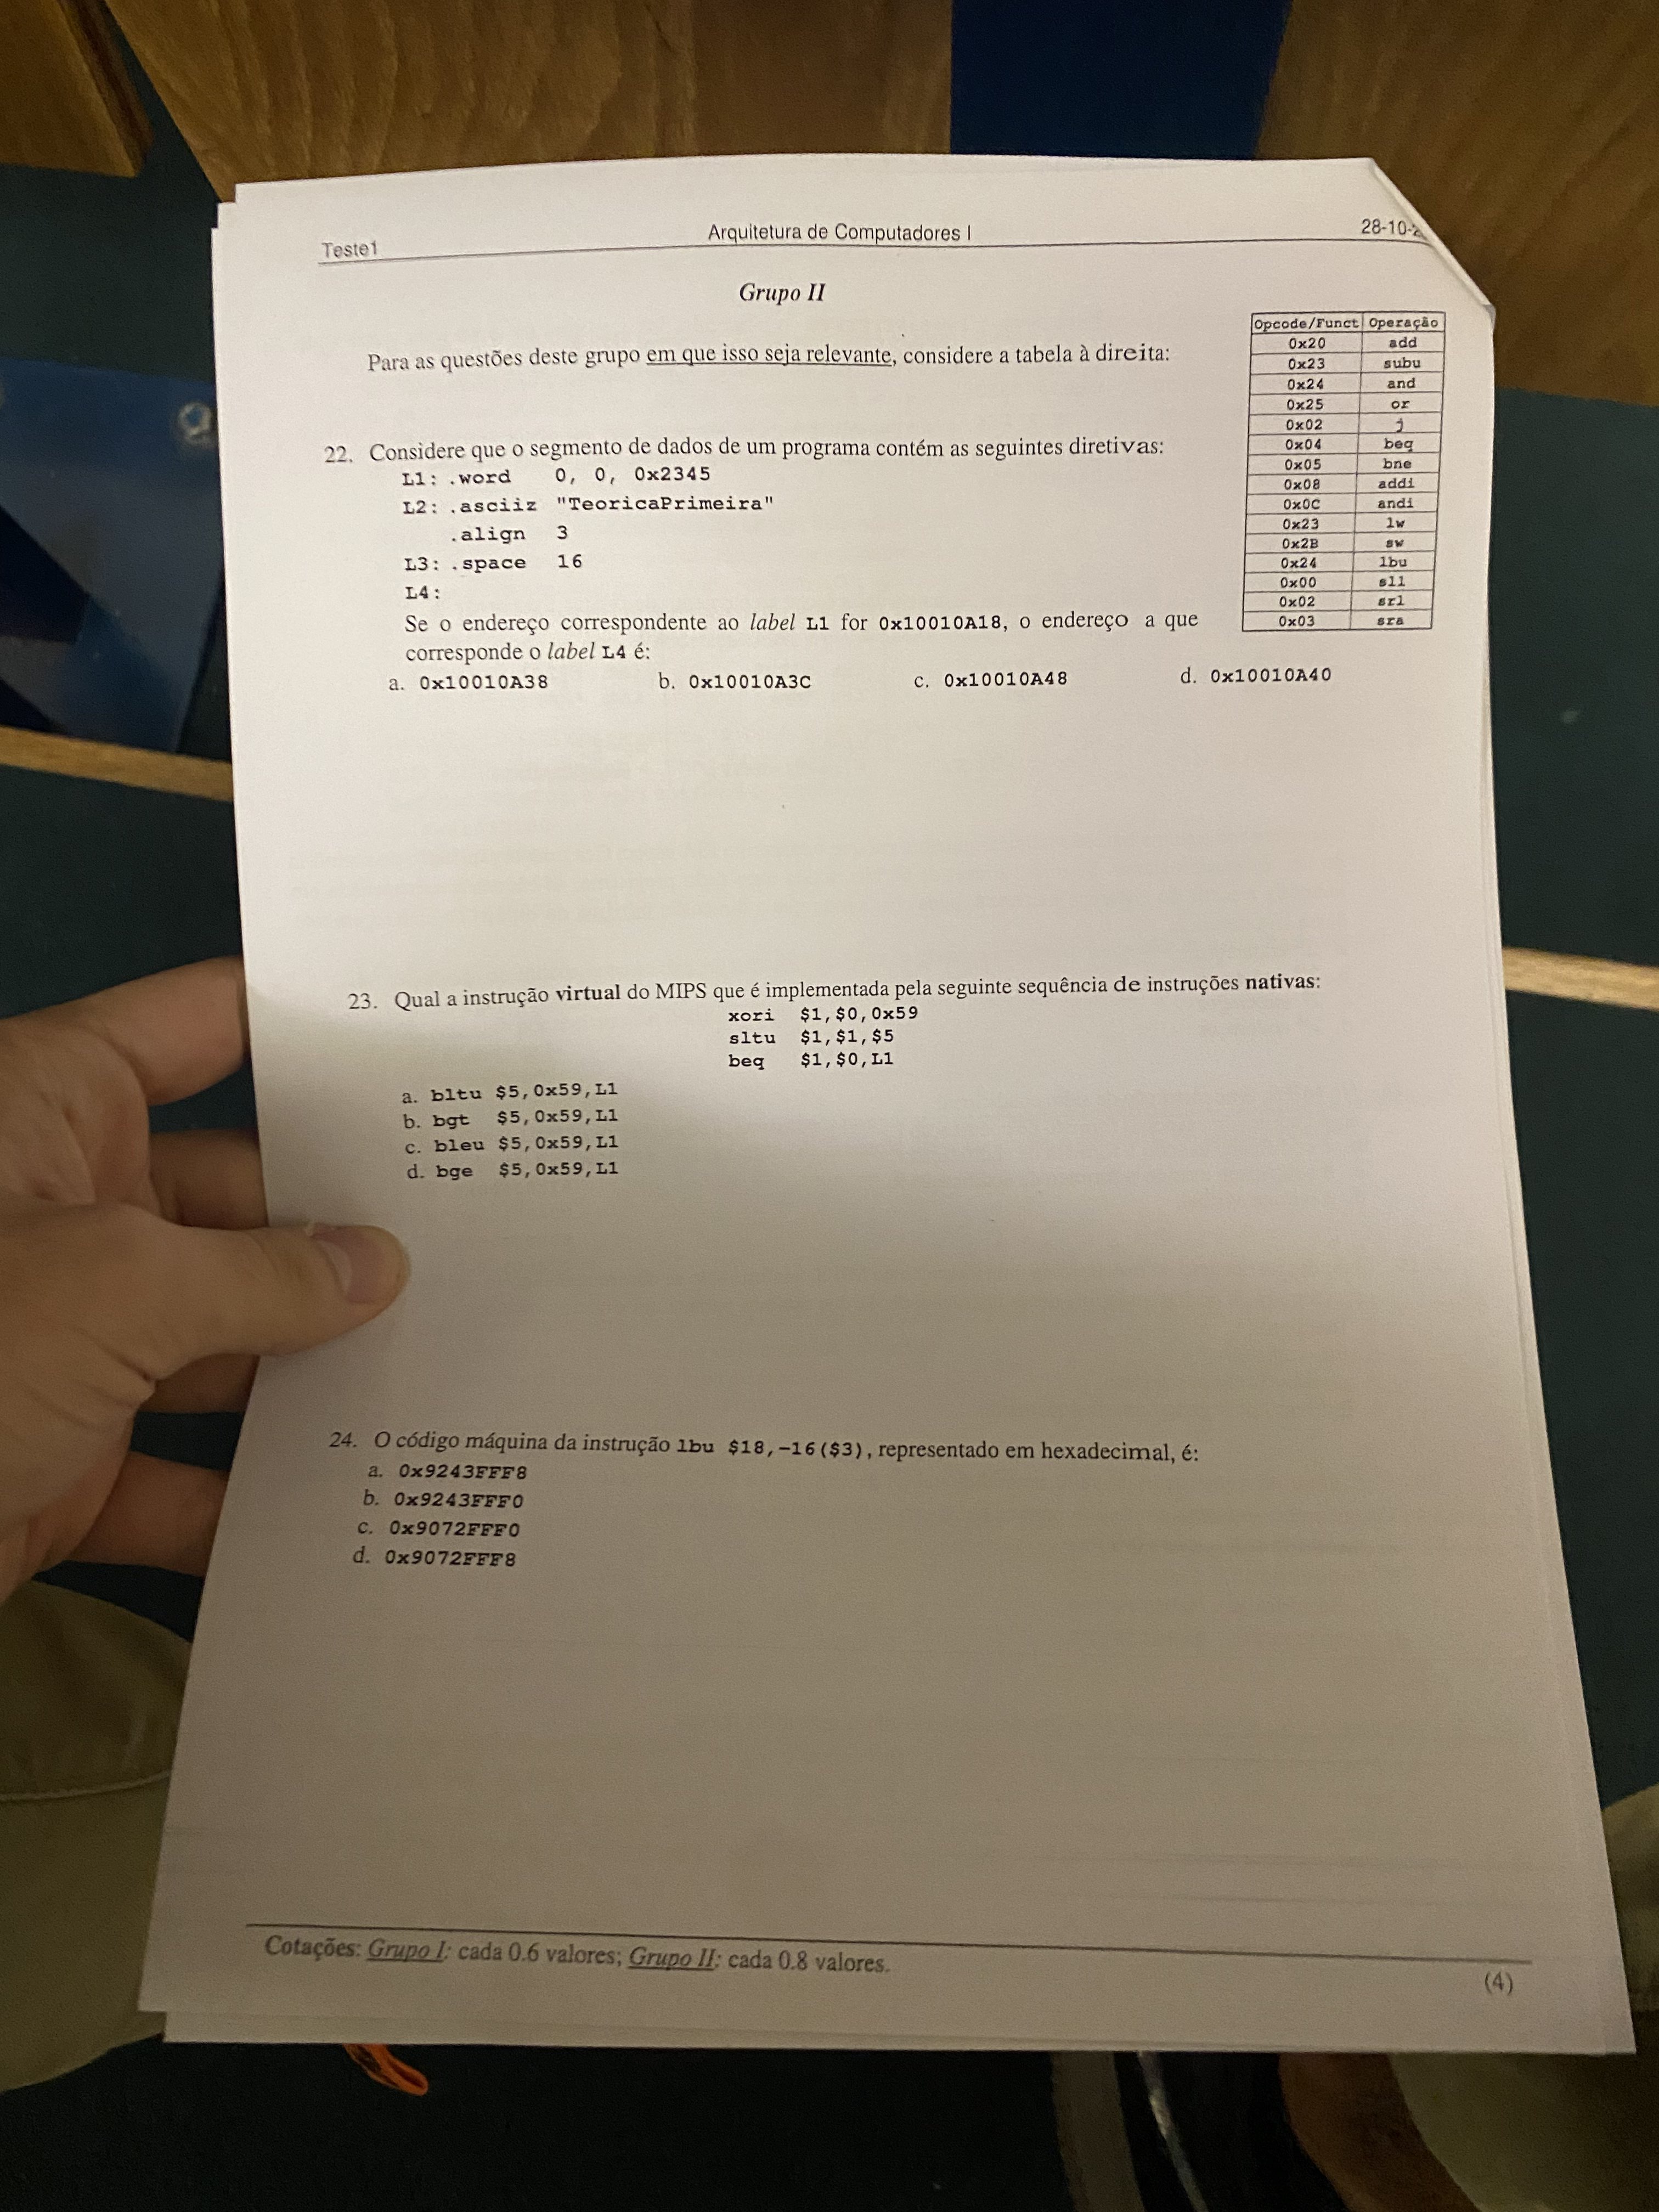 Teste1 Arquitetura de Computadores I 28-10-
Grupo II
Para as questões deste grupo em que isso seja relevante, considere a tabela à direita:
Opcode/Funct Operação
0x20 add
0x23 subu
0x24 and
0x25 or
0x02 j
0x04 beq
0x05 bne
0x08 addi
0x0C andi
0x23 lw
0x2B sw
0x24 lbu
0x00 sll
0x02 srl
0x03 sra
22. Considere que o segmento de dados de um programa contém as seguintes diretivas:
L1: .word 0, 0, 0x2345
L2: .asciiz "TeoricaPrimeira"
.align 3
L3: .space 16
L4:
Se o endereço correspondente ao label L1 for 0x10010A18, o endereço a que
corresponde o label L4 é:
a. 0x10010A38 b. 0x10010A3C c. 0x10010A48 d. 0x10010A40
23. Qual a instrução virtual do MIPS que é implementada pela seguinte sequência de instruções nativas:
xori $1,$0,0x59
sltu $1,$1,$5
beq $1,$0,L1
a. bltu $5,0x59,L1
b. bgt $5,0x59,L1
c. bleu $5,0x59,L1
d. bge $5,0x59,L1
24. O código máquina da instrução lbu $18,-16($3), representado em hexadecimal, é:
a. 0x9243FFF8
b. 0x9243FFF0
c. 0x9072FFF0
d. 0x9072FFF8
Cotações: Grupo I: cada 0.6 valores; Grupo II: cada 0.8 valores.
(4)